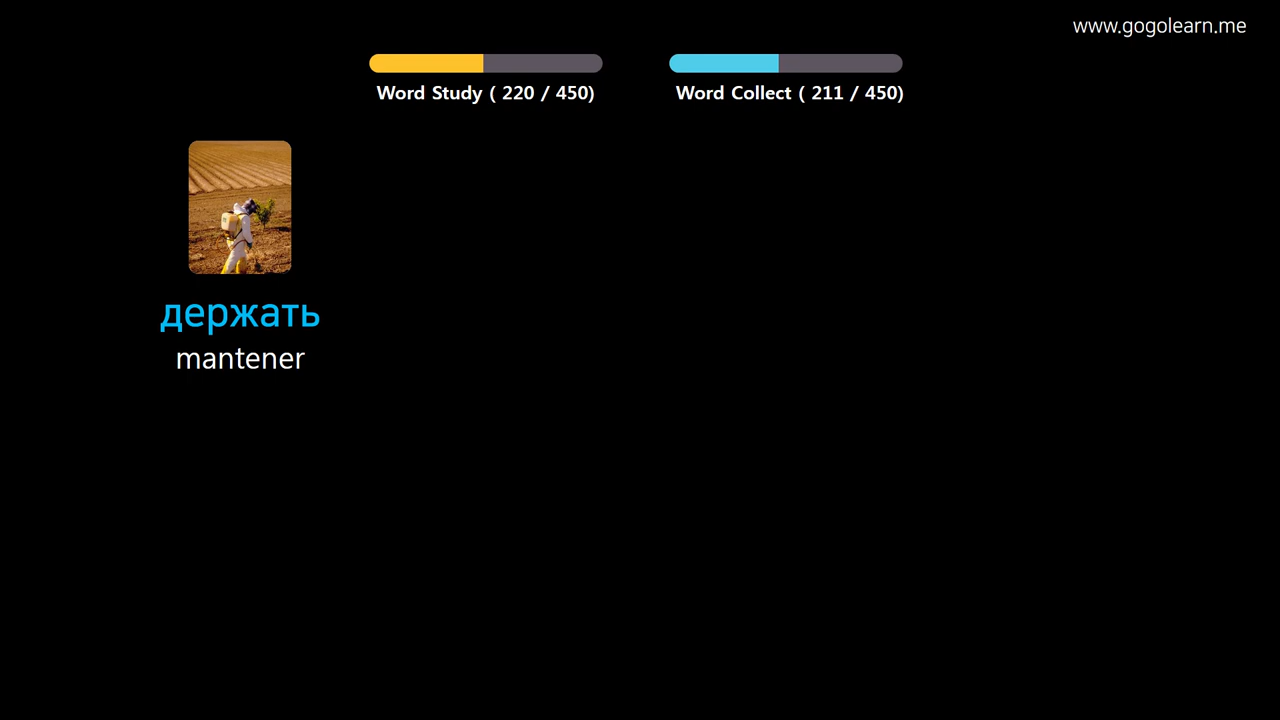 www.gogolearn.me
Word Study ( 220 / 450)
Word Collect ( 211 / 450)
держать
mantener